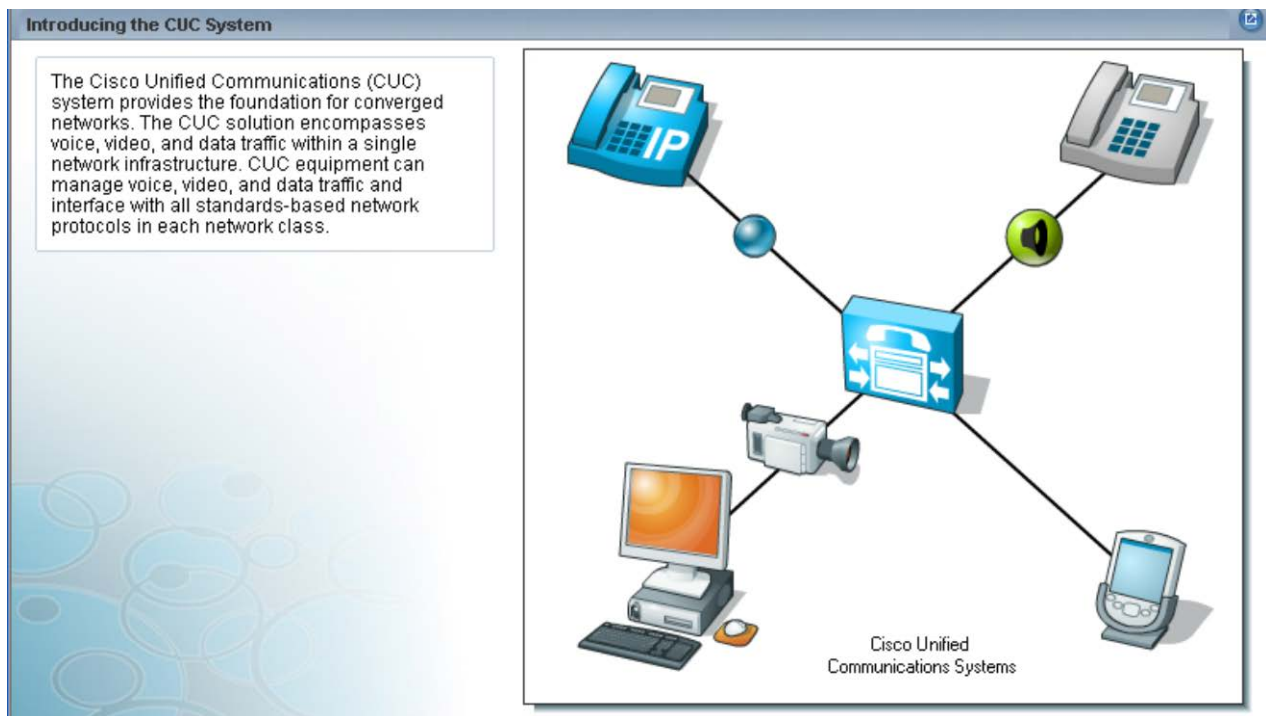 Introducing the CUC System
The Cisco Unified Communications (CUC)
system provides the foundation for converged
networks. The CUC solution encompasses
voice, video, and data traffic within a single
network infrastructure. CUC equipment can
manage voice, video, and data traffic and
interface with all standards-based network
protocols in each network class.
IP
Cisco Unified
Communications Systems